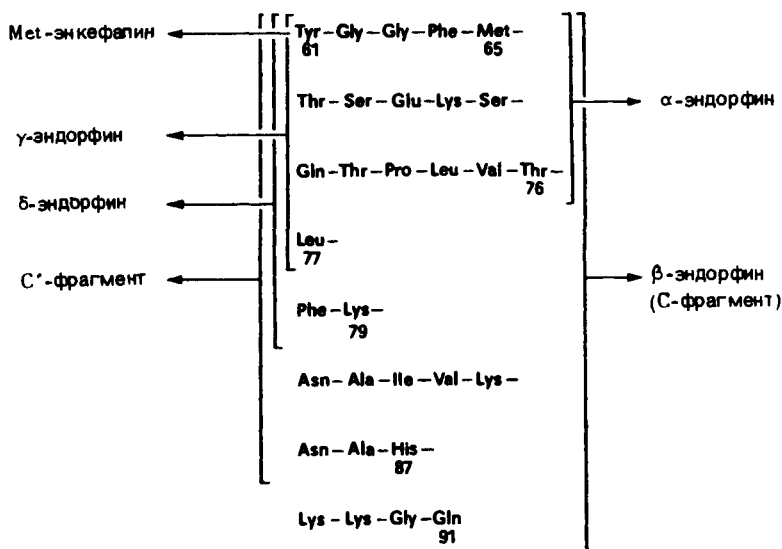 Met-энкефапин
Tyr–Gly–Gly–Phe–Met–
61 65
Thr–Ser–Glu–Lys–Ser–
α-эндорфин
γ-эндорфин
Gln–Thr–Pro–Leu–Val–Thr–
76
δ-эндорфин
Leu–
77
C'-фрагмент
β-эндорфин
(С-фрагмент)
Phe–Lys–
79
Asn–Ala–Ile–Val–Lys–
Asn–Ala–His–
87
Lys–Lys–Gly–Gln
91